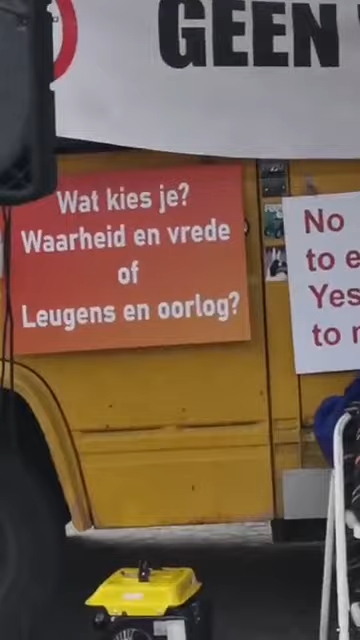 GEEN
Wat kies je?
Waarheid en vrede
of
Leugens en oorlog?
No
to e
Yes
to